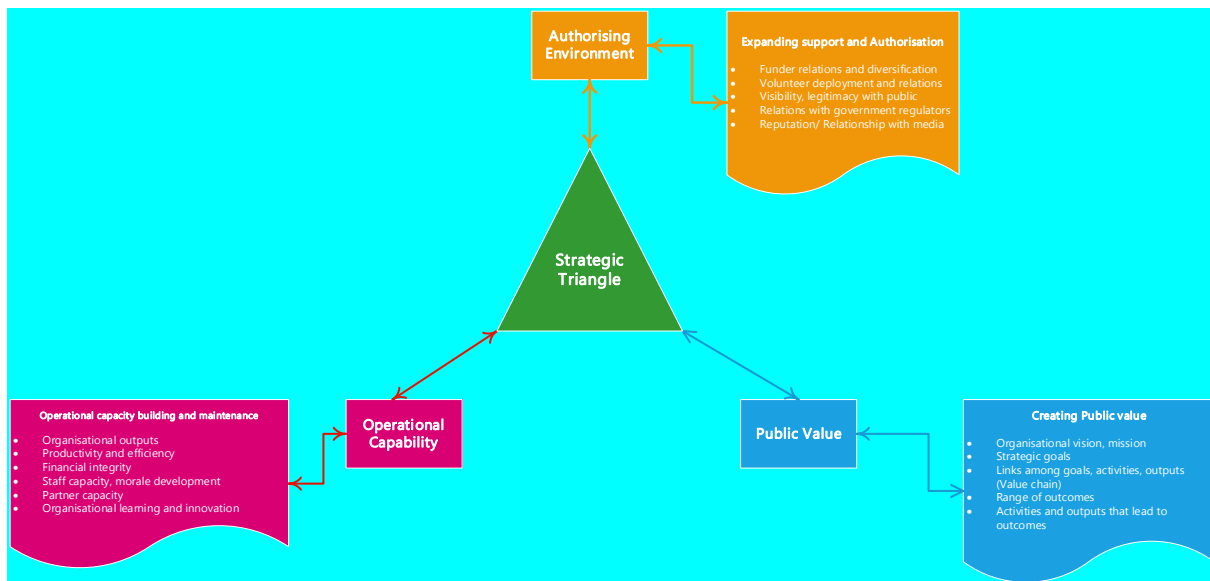 Authorising
Environment
Expanding support and Authorisation
• Funder relations and diversification
• Volunteer deployment and relations
• Visibility, legitimacy with public
• Relations with government regulators
• Reputation/ Relationship with media
Strategic
Triangle
Operational capacity building and maintenance
• Organisational outputs
• Productivity and efficiency
• Financial integrity
• Staff capacity, morale development
• Partner capacity
• Organisational learning and innovation
Operational
Capability
Public Value
Creating Public value
• Organisational vision, mission
• Strategic goals
• Links among goals, activities, outputs
(Value chain)
• Range of outcomes
• Activities and outputs that lead to
outcomes